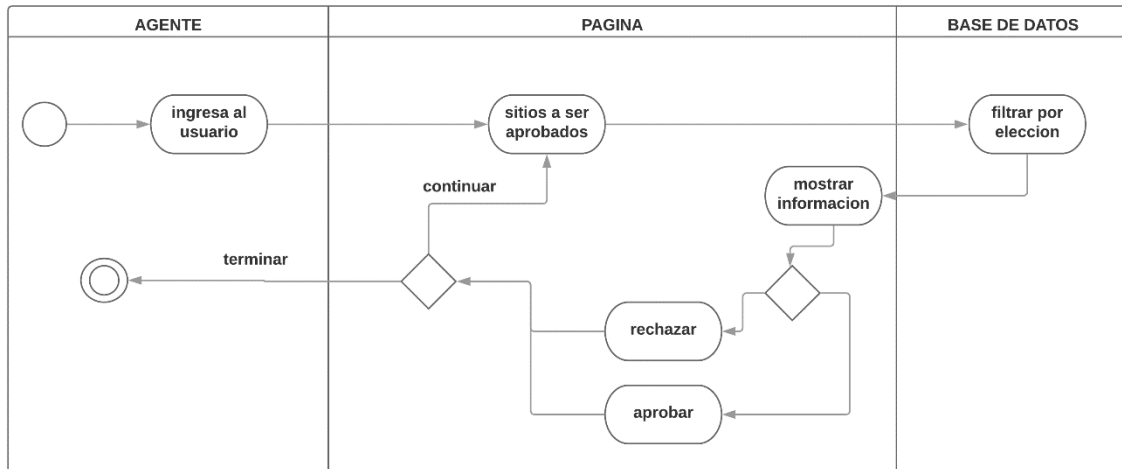 AGENTE
PAGINA
BASE DE DATOS
ingresa al
usuario
sitios a ser
aprobados
filtrar por
eleccion
mostrar
informacion
continuar
terminar
rechazar
aprobar